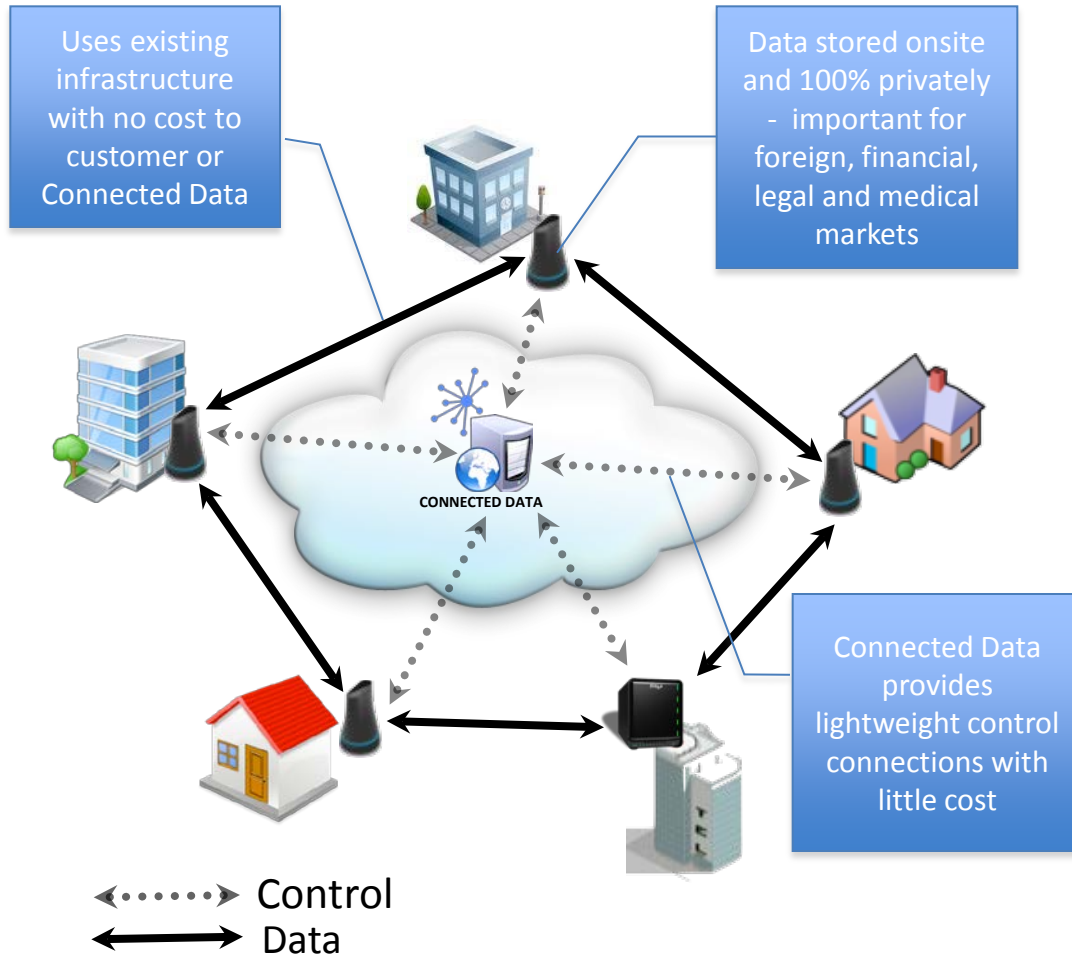 Uses existing
infrastructure
with no cost to
customer or
Connected Data
Data stored onsite
and 100% privately
- important for
foreign, financial,
legal and medical
markets
CONNECTED DATA
Connected Data
provides
lightweight control
connections with
little cost
Control
Data